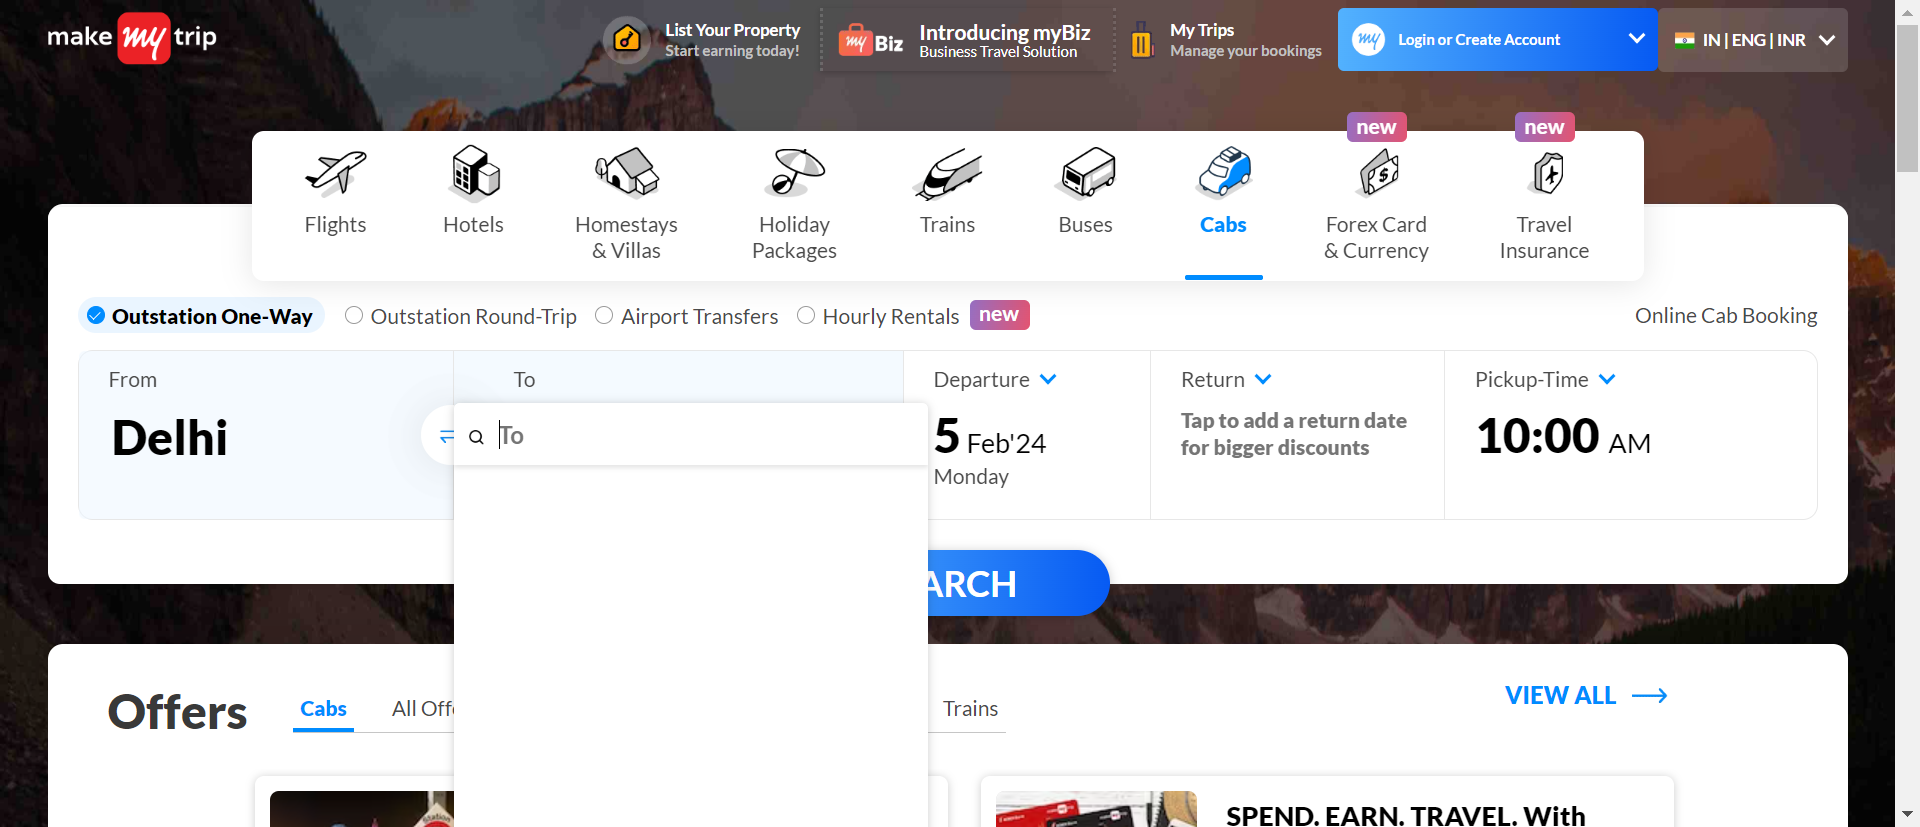 make my trip
List Your Property
Start earning today!
my Biz
Introducing myBiz
Business Travel Solution
My Trips
Manage your bookings
my Login or Create Account
IN | ENG | INR
new
new
Flights
Hotels
Homestays
& Villas
Holiday
Packages
Trains
Buses
Cabs
Forex Card
& Currency
Travel
Insurance
Outstation One-Way
Outstation Round-Trip
Airport Transfers
Hourly Rentals
new
Online Cab Booking
From
Delhi
To
To
Departure
5 Feb'24
Monday
Return
Tap to add a return date
for bigger discounts
Pickup-Time
10:00 AM
ARCH
Offers
Cabs
All Offe
Trains
VIEW ALL
Station
SPEND. EARN. TRAVEL. With